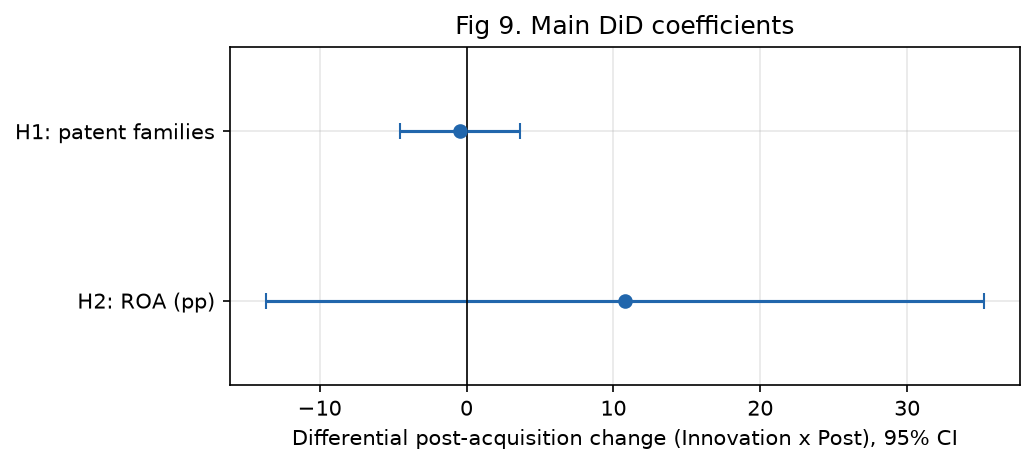 Fig 9. Main DiD coefficients
H1: patent families
H2: ROA (pp)
−10 0 10 20 30
Differential post-acquisition change (Innovation x Post), 95% CI